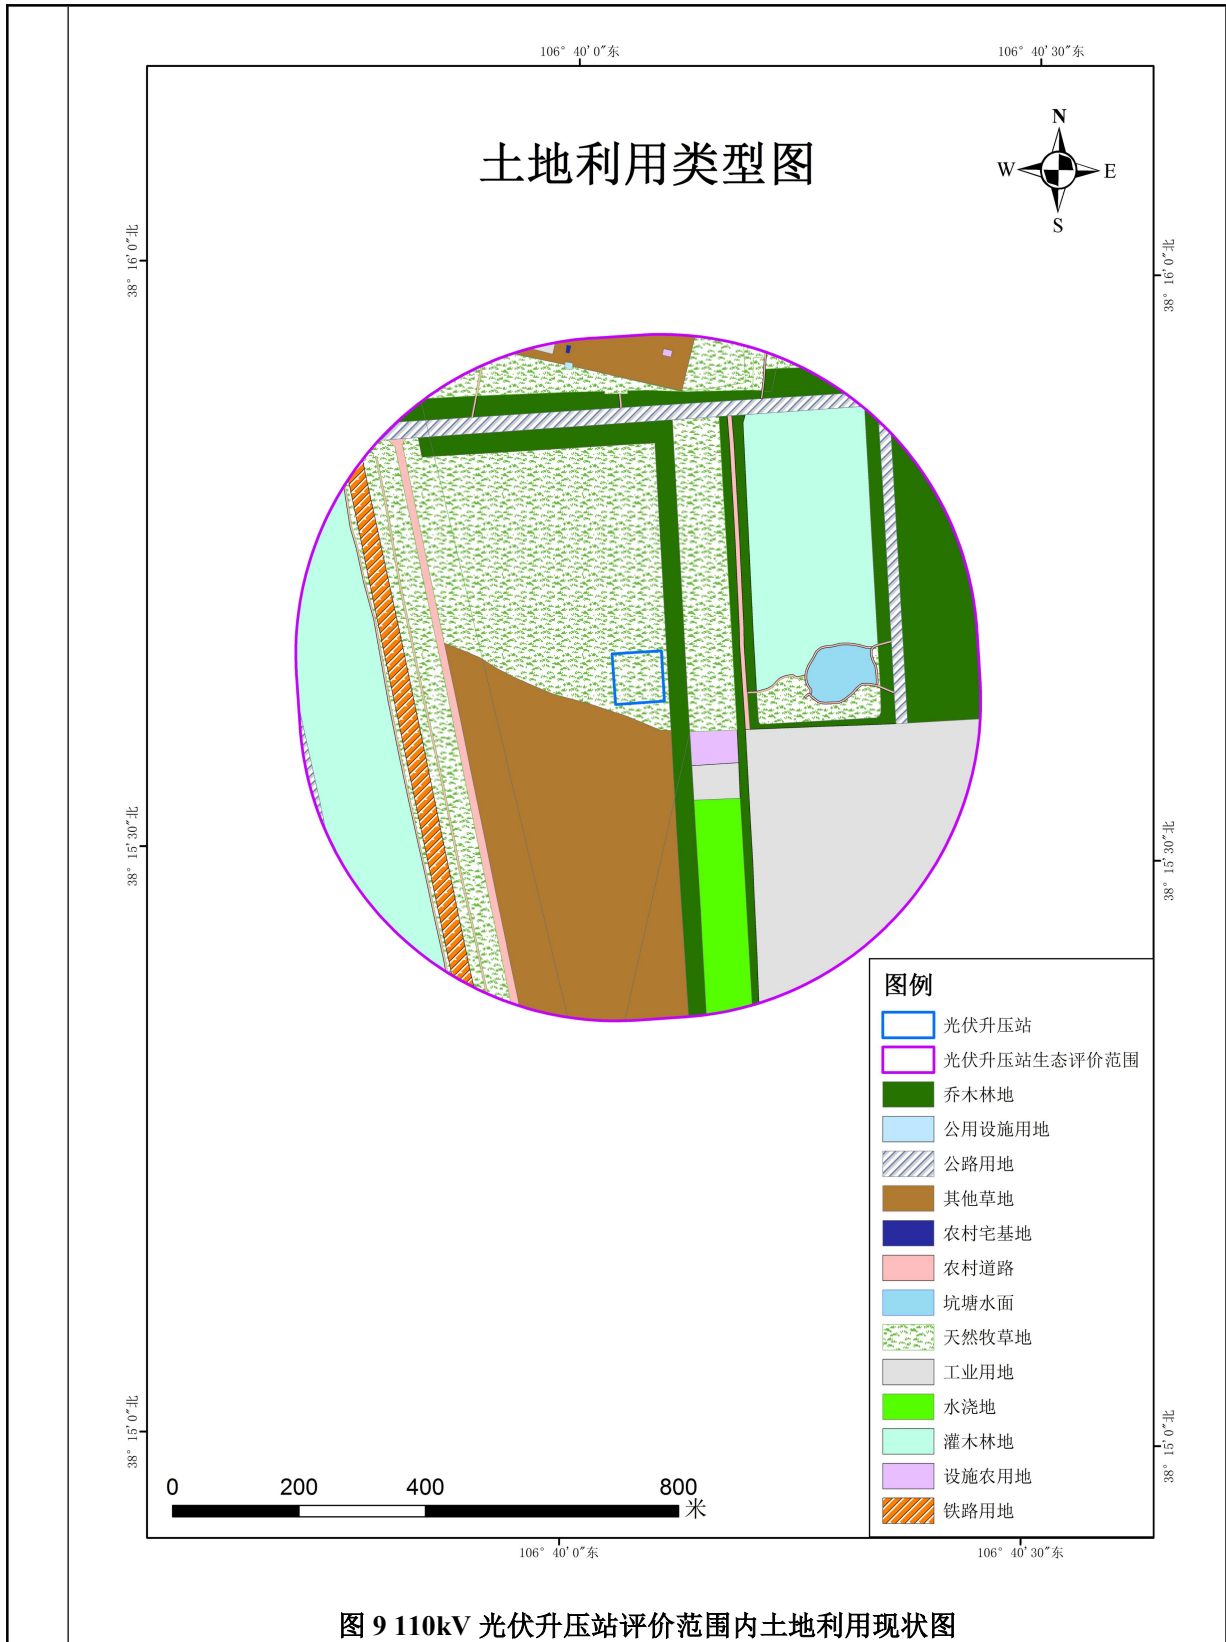 106° 40′0″东
106° 40′30″东
土地利用类型图
N
W
E
S
38° 16′0″北
38° 16′0″北
38° 15′30″北
38° 15′30″北
38° 15′0″北
38° 15′0″北
图例
光伏升压站
光伏升压站生态评价范围
乔木林地
公用设施用地
公路用地
其他草地
农村宅基地
农村道路
坑塘水面
天然牧草地
工业用地
水浇地
灌木林地
设施农用地
铁路用地
0 200 400 800
米
106° 40′0″东
106° 40′30″东
图 9 110kV 光伏升压站评价范围内土地利用现状图